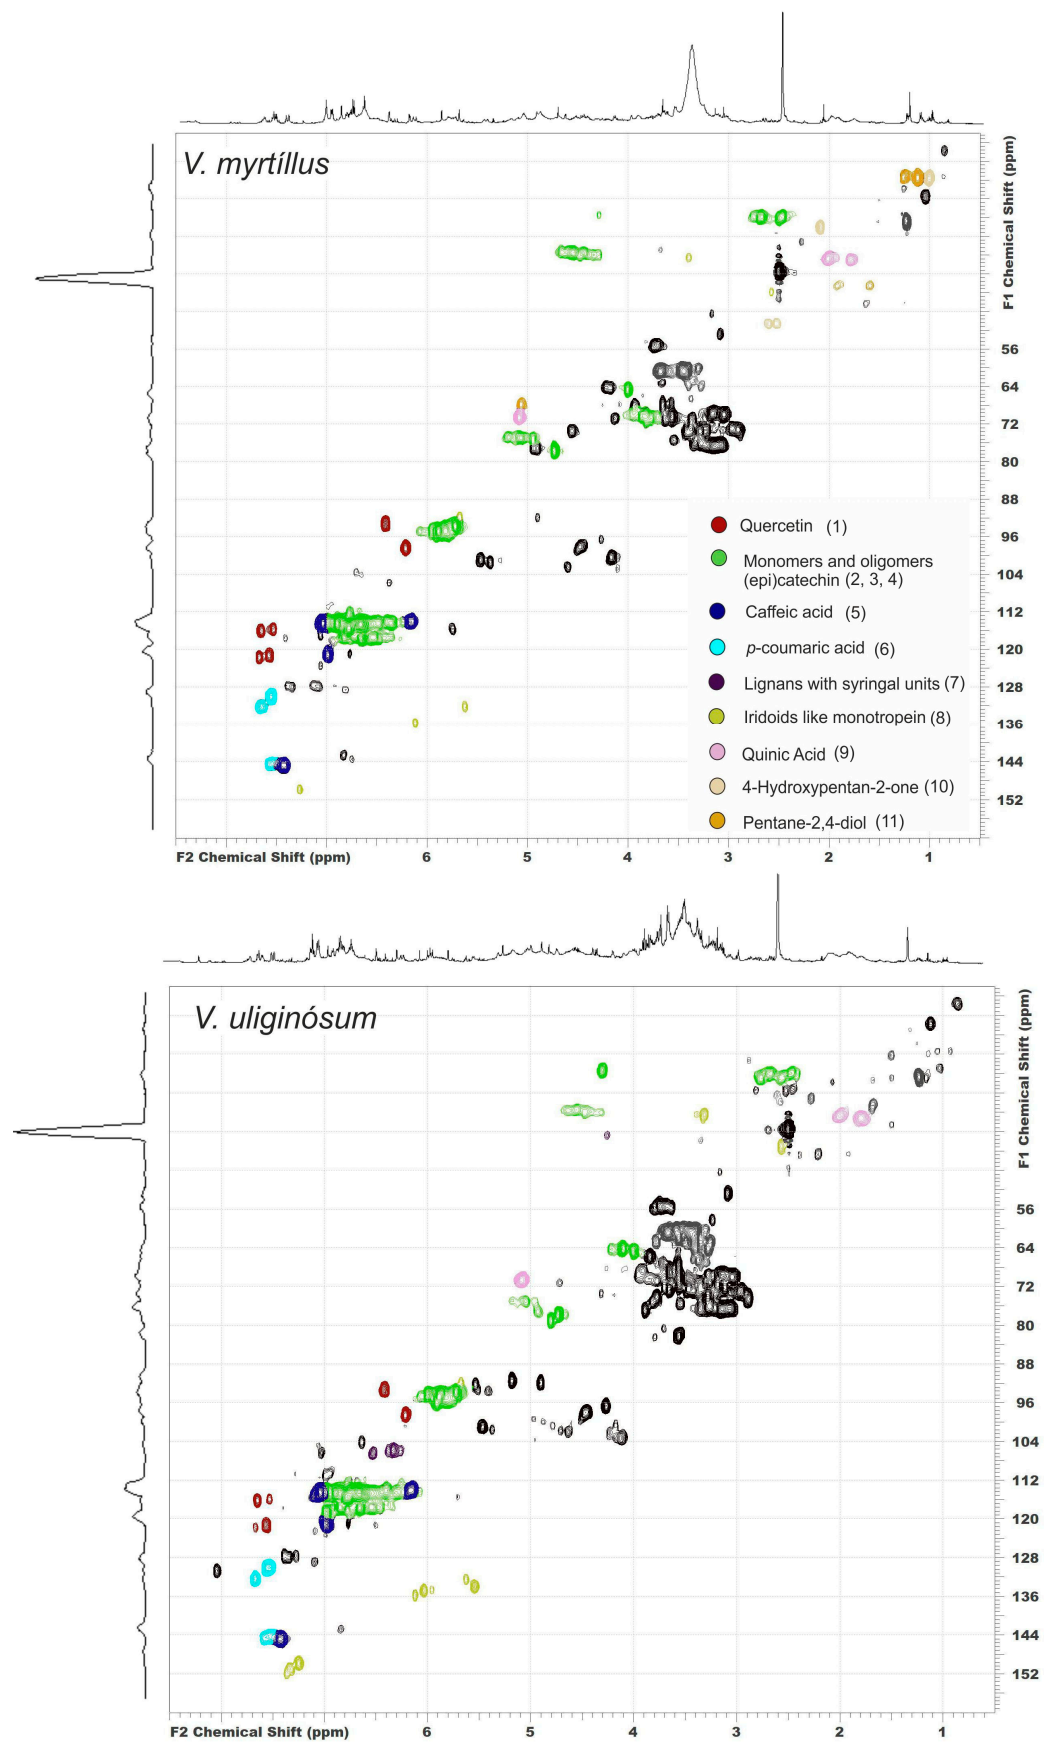 V. myrtíllus
F1 Chemical Shift (ppm)
56
64
72
80
88
96
104
112
120
128
136
144
152
Quercetin (1)
Monomers and oligomers
(epi)catechin (2, 3, 4)
Caffeic acid (5)
p-coumaric acid (6)
Lignans with syringal units (7)
Iridoids like monotropein (8)
Quinic Acid (9)
4-Hydroxypentan-2-one (10)
Pentane-2,4-diol (11)
F2 Chemical Shift (ppm) 6 5 4 3 2 1
V. uliginósum
F1 Chemical Shift (ppm)
56
64
72
80
88
96
104
112
120
128
136
144
152
F2 Chemical Shift (ppm) 6 5 4 3 2 1